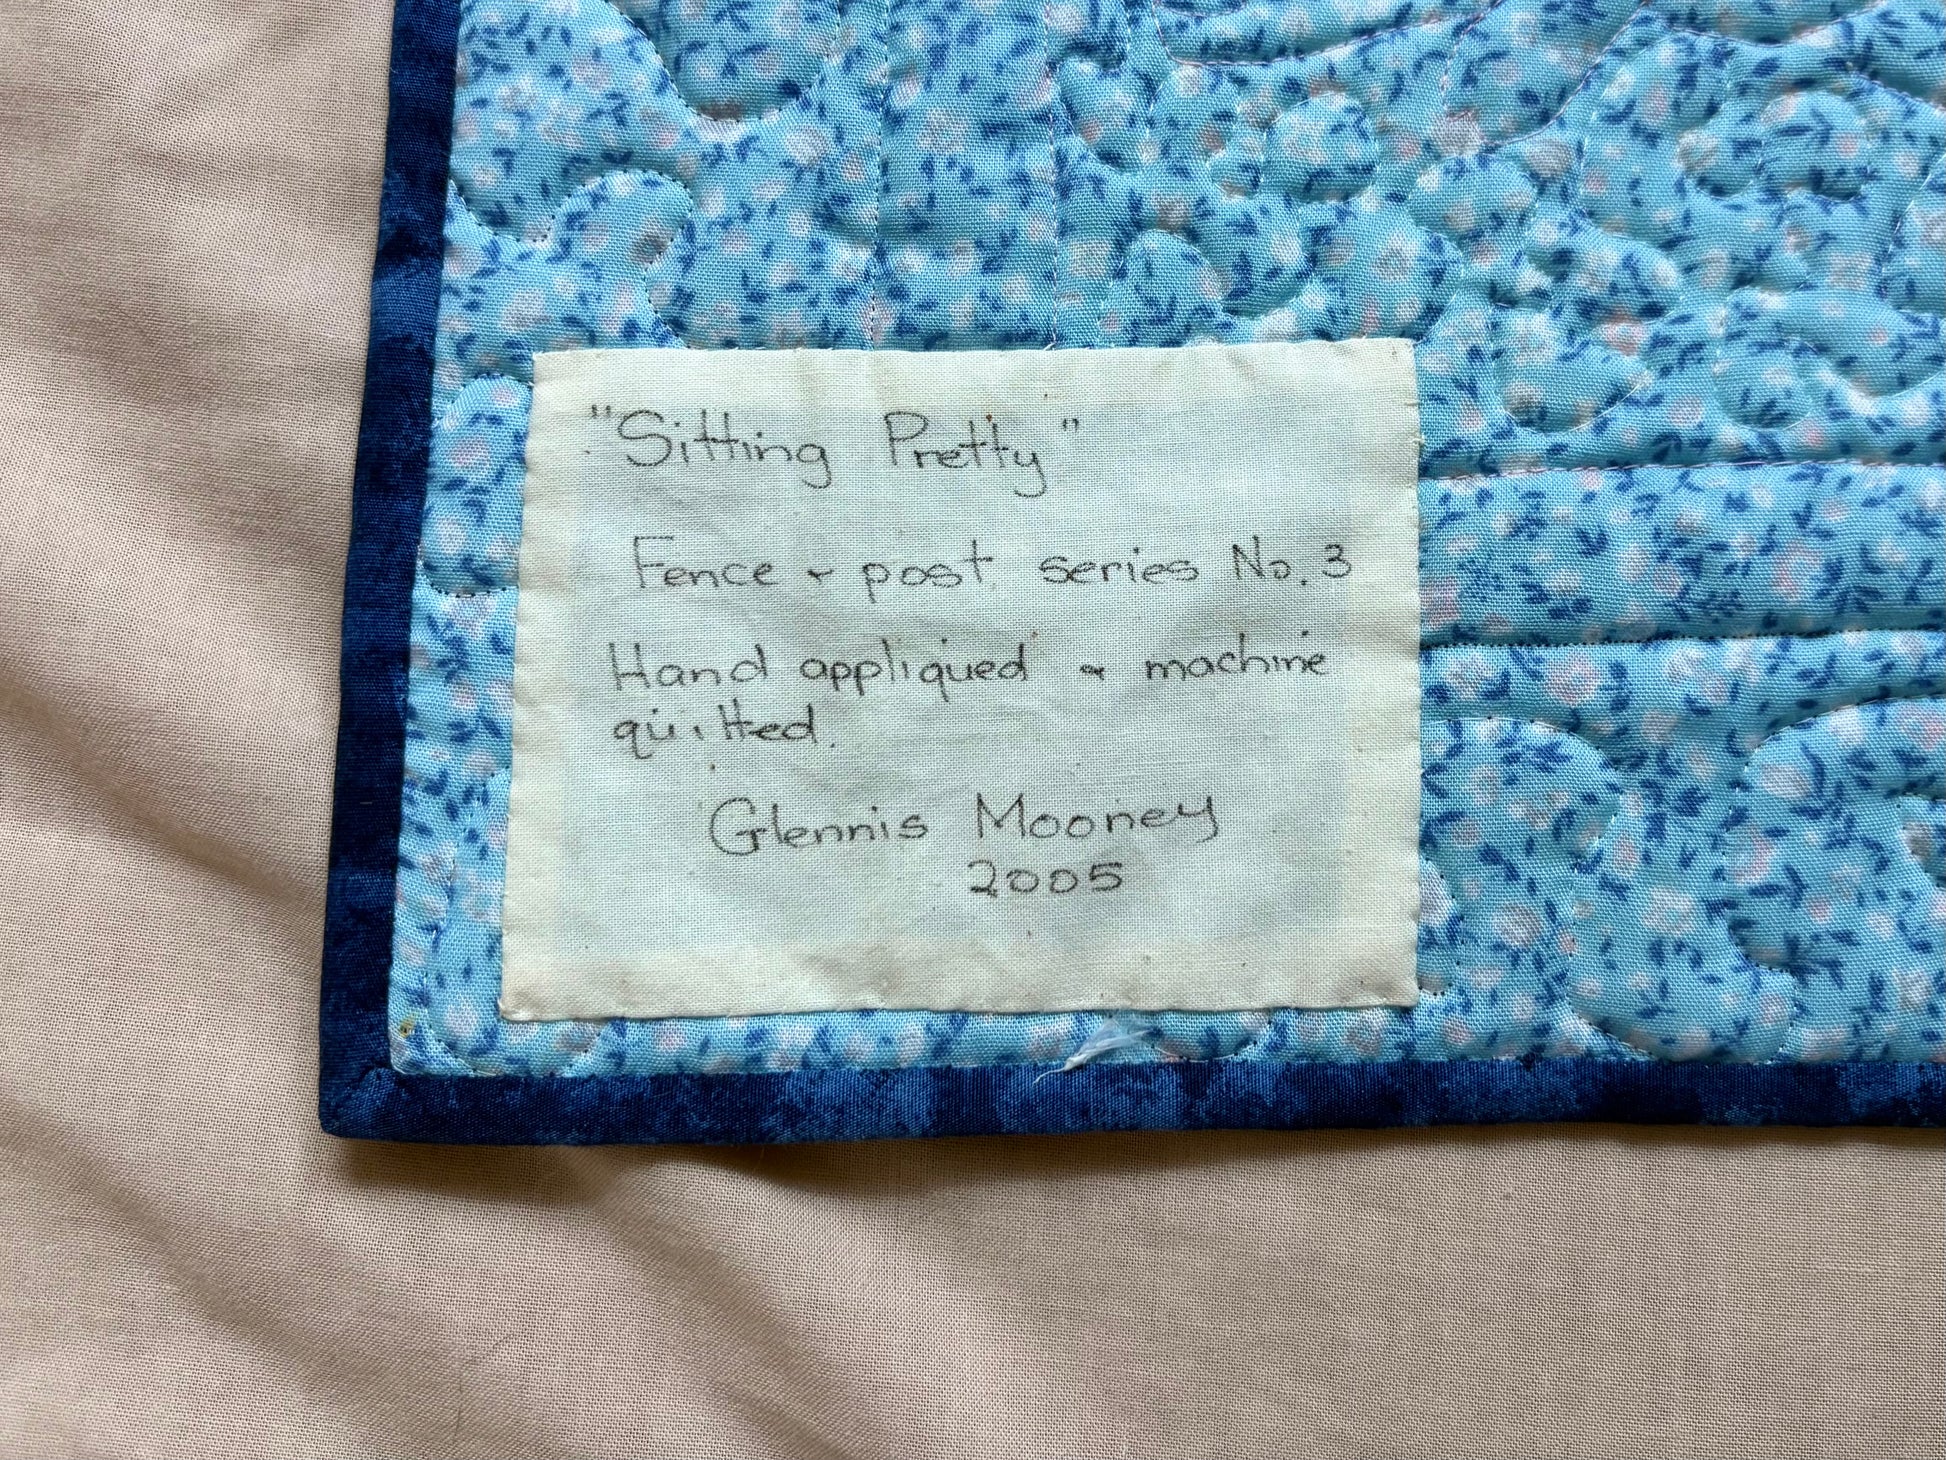 "Sitting Pretty"
Fence - post series No. 3
Hand appliqued & machine
quilted.
Glennis Mooney
2005